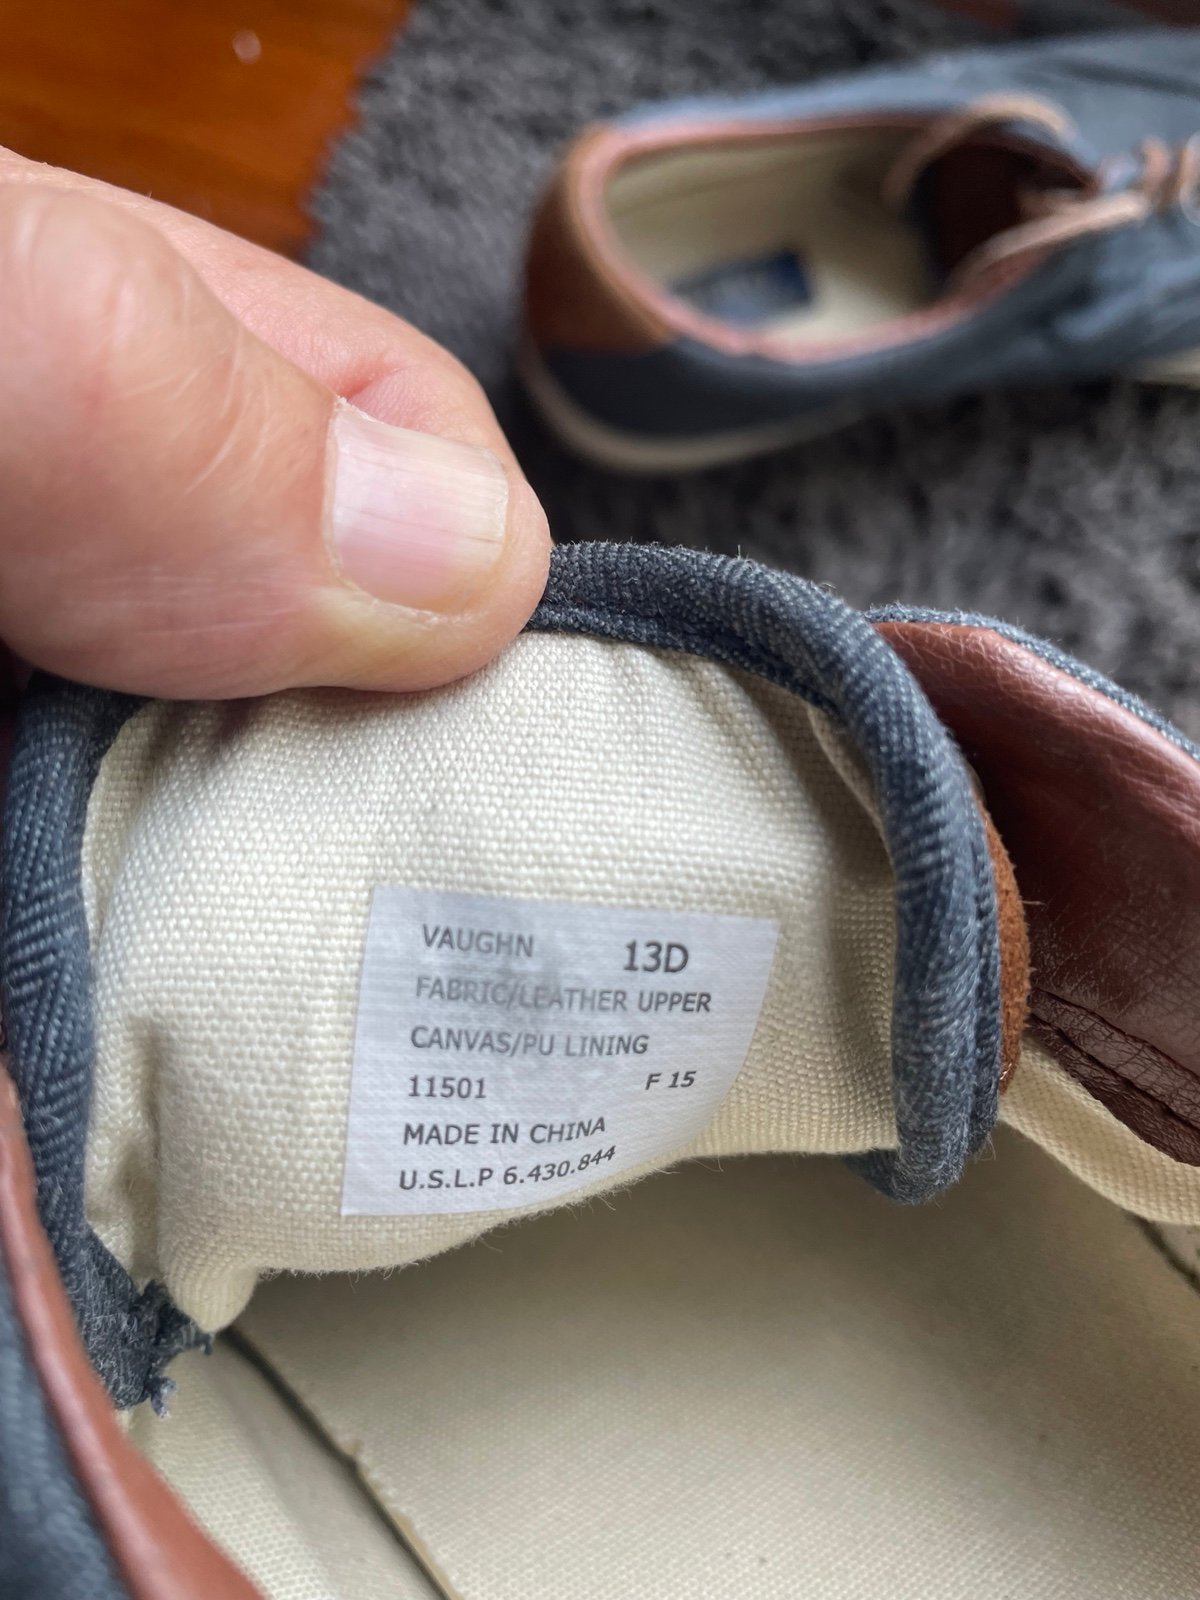 VAUGHN 13D
FABRIC/LEATHER UPPER
CANVAS/PU LINING
11501 F 15
MADE IN CHINA
U.S.L.P 6.430.844